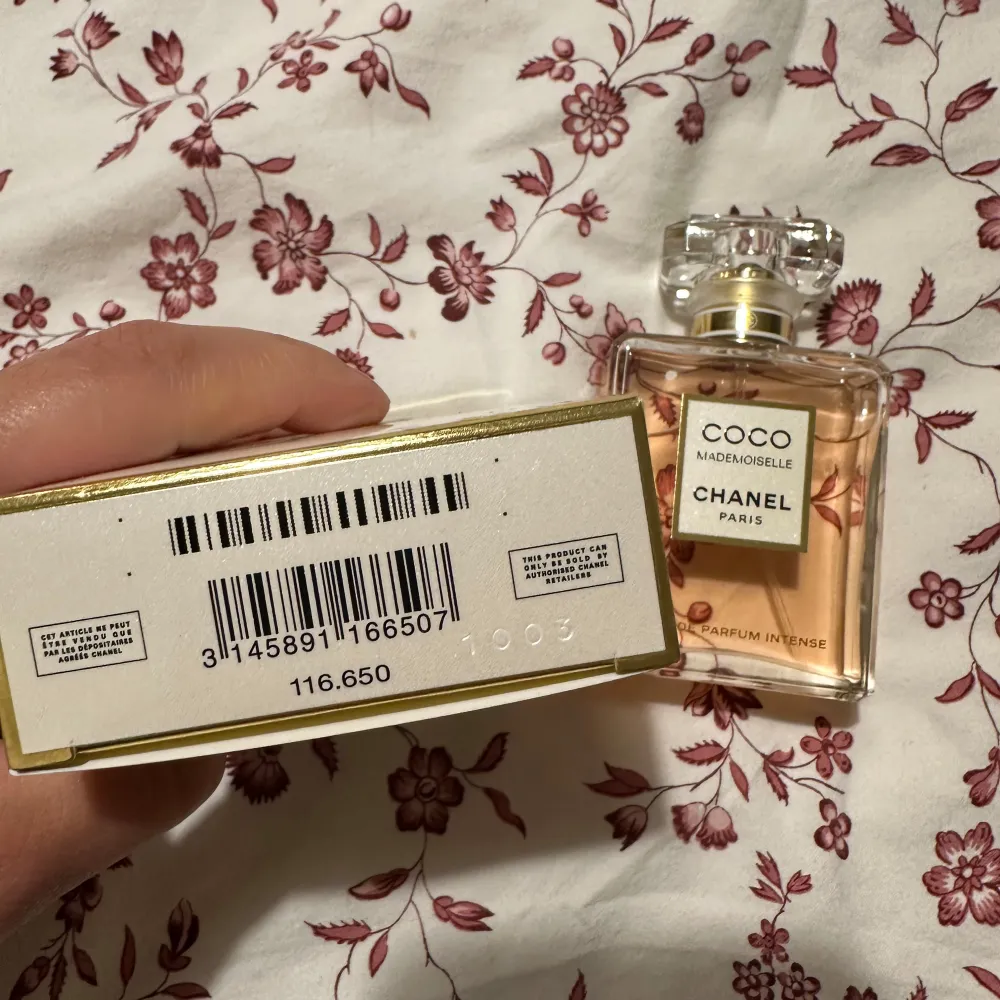 COCO
MADEMOISELLE
CHANEL
PARIS
PARFUM INTENSE
THIS PRODUCT CAN
ONLY BE SOLD BY
AUTHORISED CHANEL
RETAILERS
CET ARTICLE NE PEUT
ÊTRE VENDU QUE
PAR LES DÉPOSITAIRES
AGRÉÉS CHANEL
3 145891 166507
1003
116.650